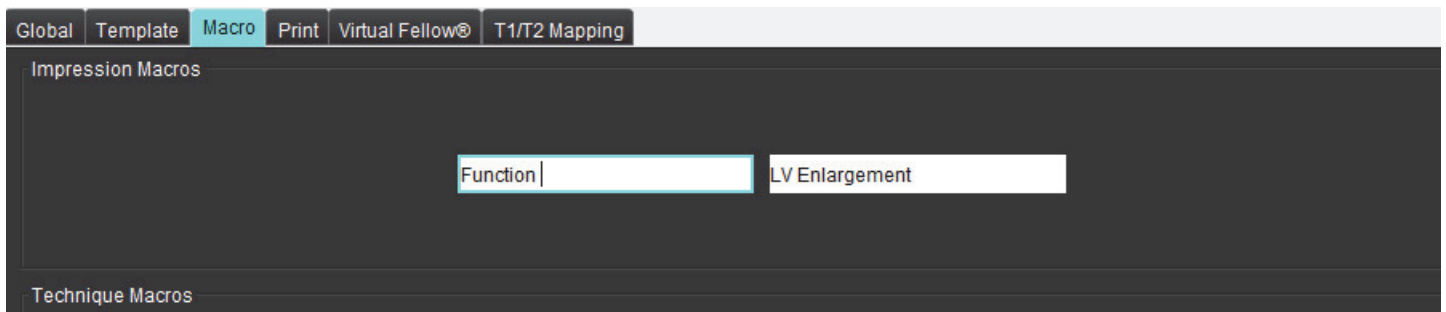 Global Template Macro Print Virtual Fellow® T1/T2 Mapping
Impression Macros
Function LV Enlargement
Technique Macros